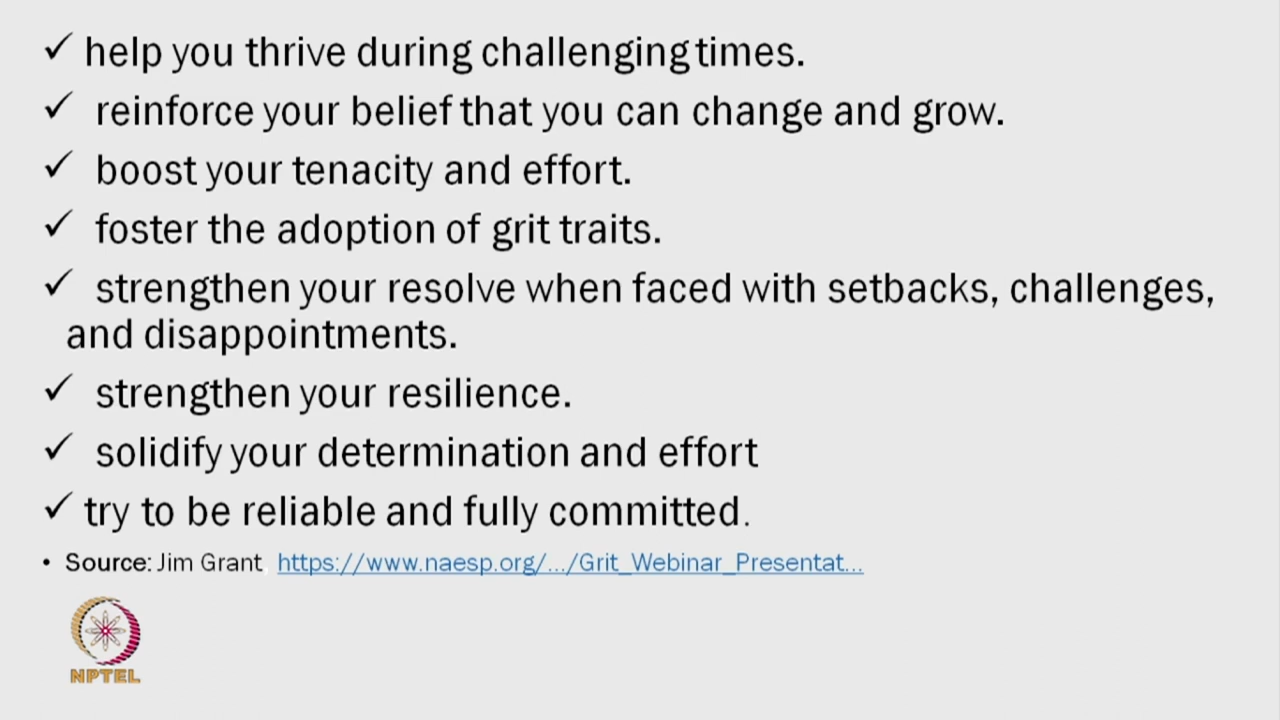 ✓ help you thrive during challenging times.
✓ reinforce your belief that you can change and grow.
✓ boost your tenacity and effort.
✓ foster the adoption of grit traits.
✓ strengthen your resolve when faced with setbacks, challenges,
and disappointments.
✓ strengthen your resilience.
✓ solidify your determination and effort
✓ try to be reliable and fully committed.
• Source: Jim Grant, https://www.naesp.org/.../Grit_Webinar_Presentat...
NPTEL